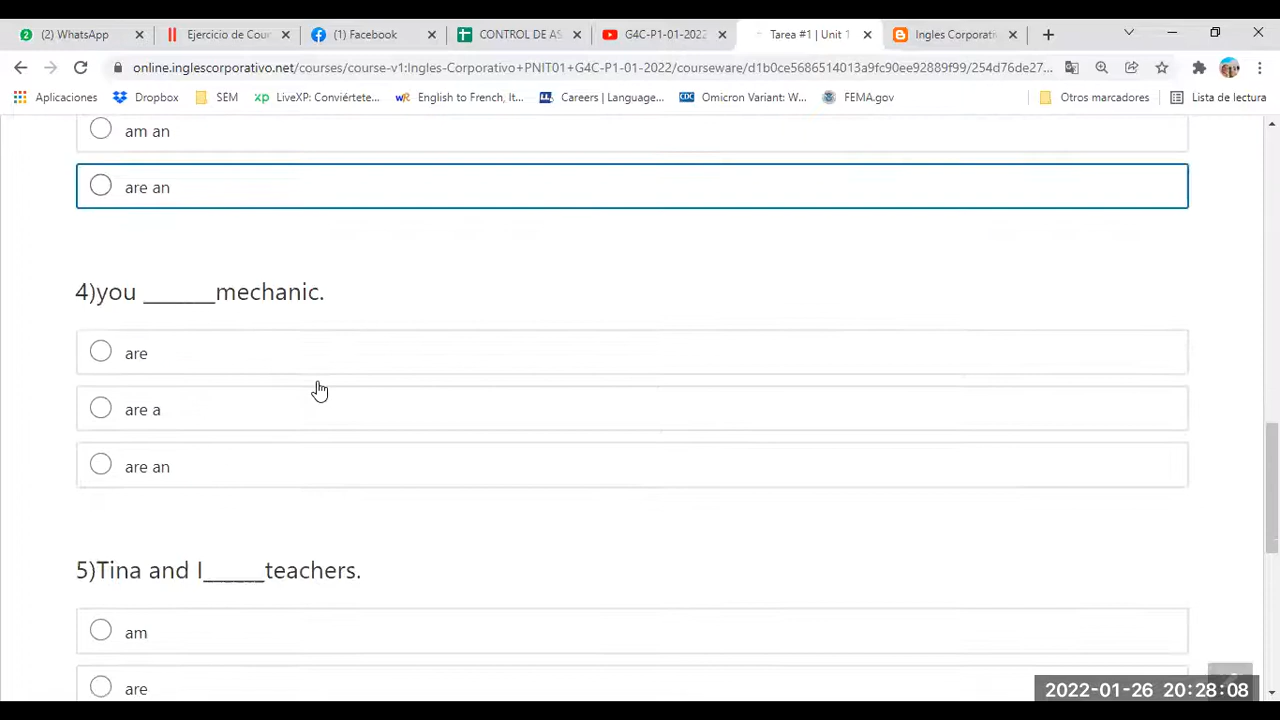 (2) WhatsApp
Ejercicio de Cour
(1) Facebook
CONTROL DE AS
G4C-P1-01-2022
Tarea #1 | Unit 1
Ingles Corporati
online.inglescorporativo.net/courses/course-v1:Ingles-Corporativo+PNIT01+G4C-P1-01-2022/courseware/d1b0ce5686514013a9fc90ee92889f99/254d76de27...
Aplicaciones
Dropbox
SEM
LiveXP: Conviértete...
English to French, It...
Careers | Language...
Omicron Variant: W...
FEMA.gov
Otros marcadores
Lista de lectura
am an
are an
4)you ______mechanic.
are
are a
are an
5)Tina and I_____teachers.
am
are
2022-01-26 20:28:08